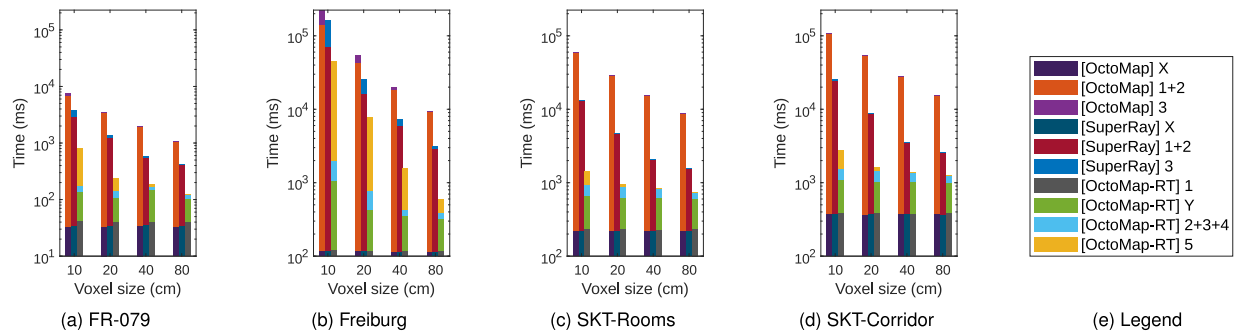 10^5
10^4
10^3
10^2
10^1
Time (ms)
10 20 40 80
Voxel size (cm)
(a) FR-079
10^5
10^4
10^3
10^2
Time (ms)
10 20 40 80
Voxel size (cm)
(b) Freiburg
10^5
10^4
10^3
10^2
Time (ms)
10 20 40 80
Voxel size (cm)
(c) SKT-Rooms
10^5
10^4
10^3
10^2
Time (ms)
10 20 40 80
Voxel size (cm)
(d) SKT-Corridor
[OctoMap] X
[OctoMap] 1+2
[OctoMap] 3
[SuperRay] X
[SuperRay] 1+2
[SuperRay] 3
[OctoMap-RT] 1
[OctoMap-RT] Y
[OctoMap-RT] 2+3+4
[OctoMap-RT] 5
(e) Legend